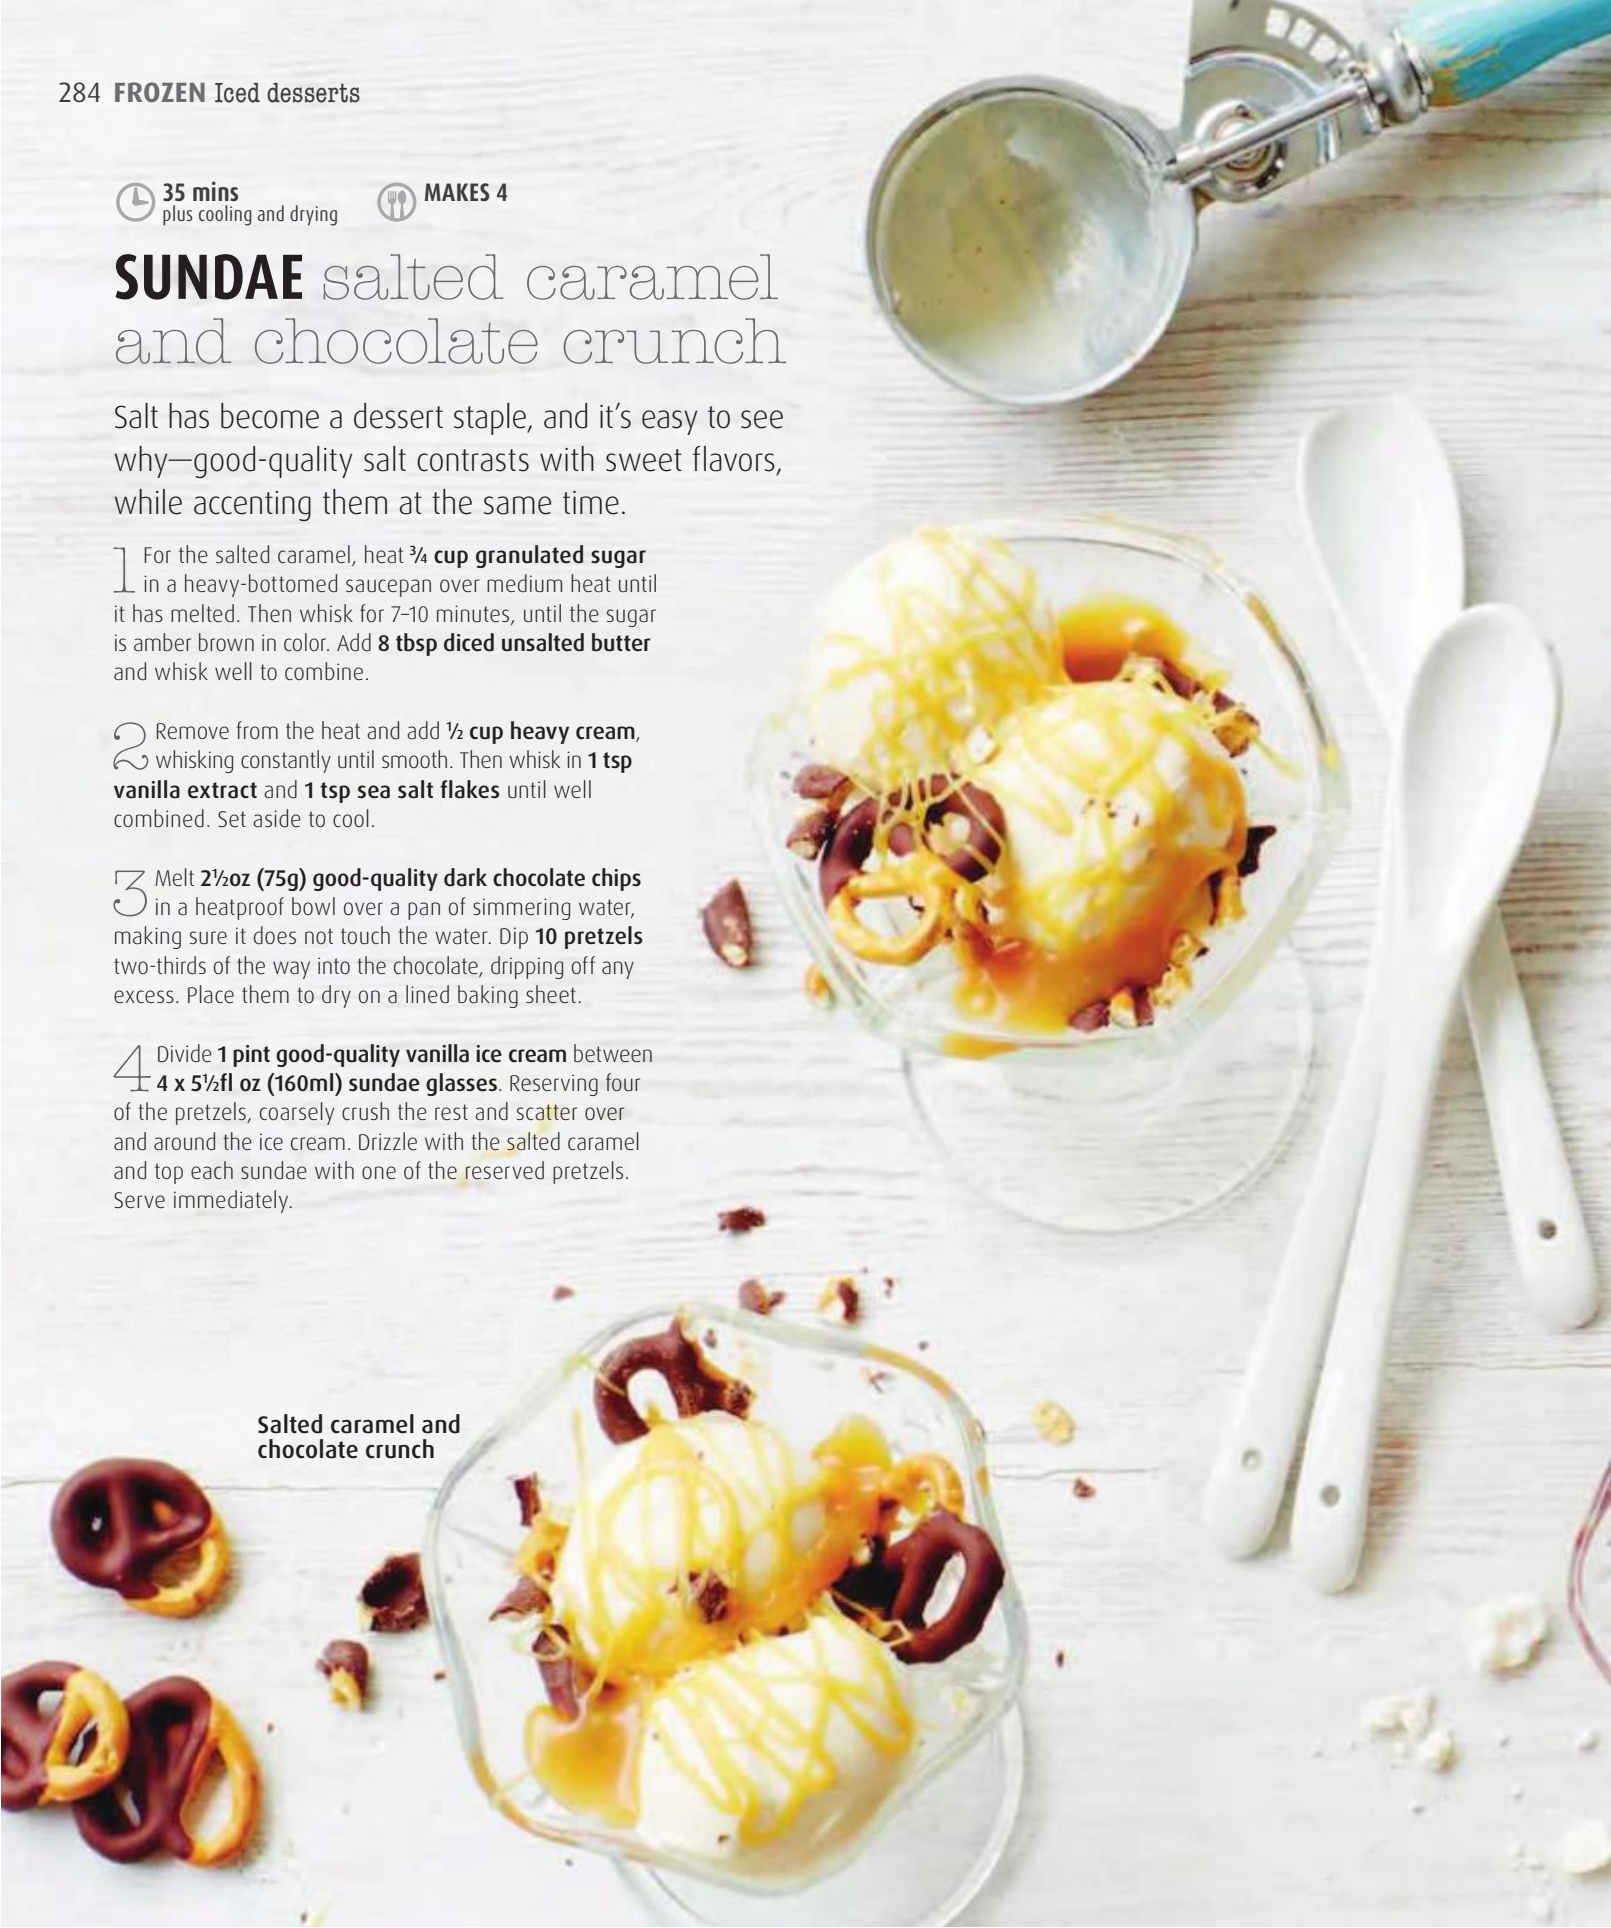 284 FROZEN Iced desserts
35 mins
plus cooling and drying
MAKES 4
SUNDAE salted caramel
and chocolate crunch
Salt has become a dessert staple, and it’s easy to see
why—good-quality salt contrasts with sweet flavors,
while accenting them at the same time.
1 For the salted caramel, heat ¾ cup granulated sugar
in a heavy-bottomed saucepan over medium heat until
it has melted. Then whisk for 7–10 minutes, until the sugar
is amber brown in color. Add 8 tbsp diced unsalted butter
and whisk well to combine.
2 Remove from the heat and add ½ cup heavy cream,
whisking constantly until smooth. Then whisk in 1 tsp
vanilla extract and 1 tsp sea salt flakes until well
combined. Set aside to cool.
3 Melt 2½oz (75g) good-quality dark chocolate chips
in a heatproof bowl over a pan of simmering water,
making sure it does not touch the water. Dip 10 pretzels
two-thirds of the way into the chocolate, dripping off any
excess. Place them to dry on a lined baking sheet.
4 Divide 1 pint good-quality vanilla ice cream between
4 x 5½fl oz (160ml) sundae glasses. Reserving four
of the pretzels, coarsely crush the rest and scatter over
and around the ice cream. Drizzle with the salted caramel
and top each sundae with one of the reserved pretzels.
Serve immediately.
Salted caramel and
chocolate crunch